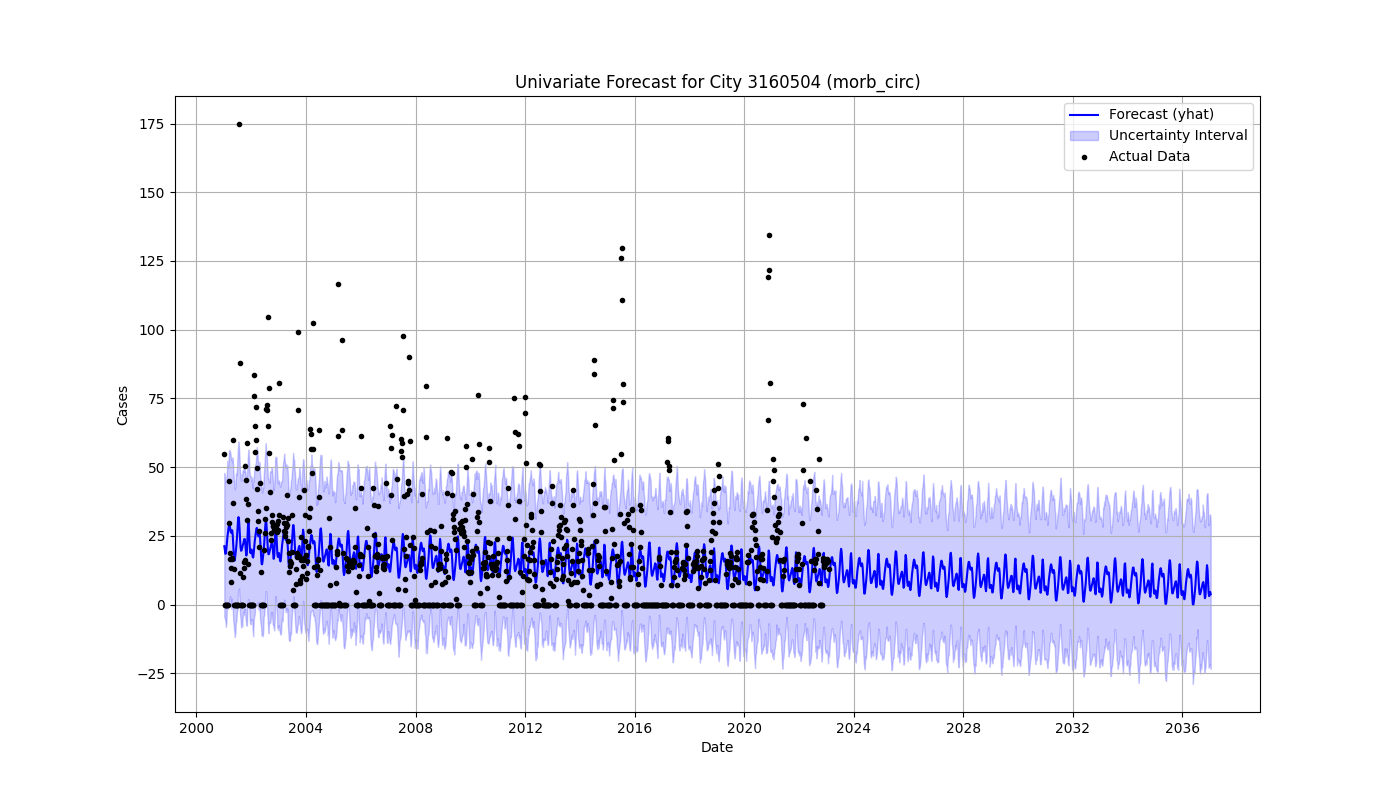 Univariate Forecast for City 3160504 (morb_circ)
Forecast (yhat)
Uncertainty Interval
Actual Data
175
150
125
100
75
50
25
0
−25
Cases
2000 2004 2008 2012 2016 2020 2024 2028 2032 2036
Date